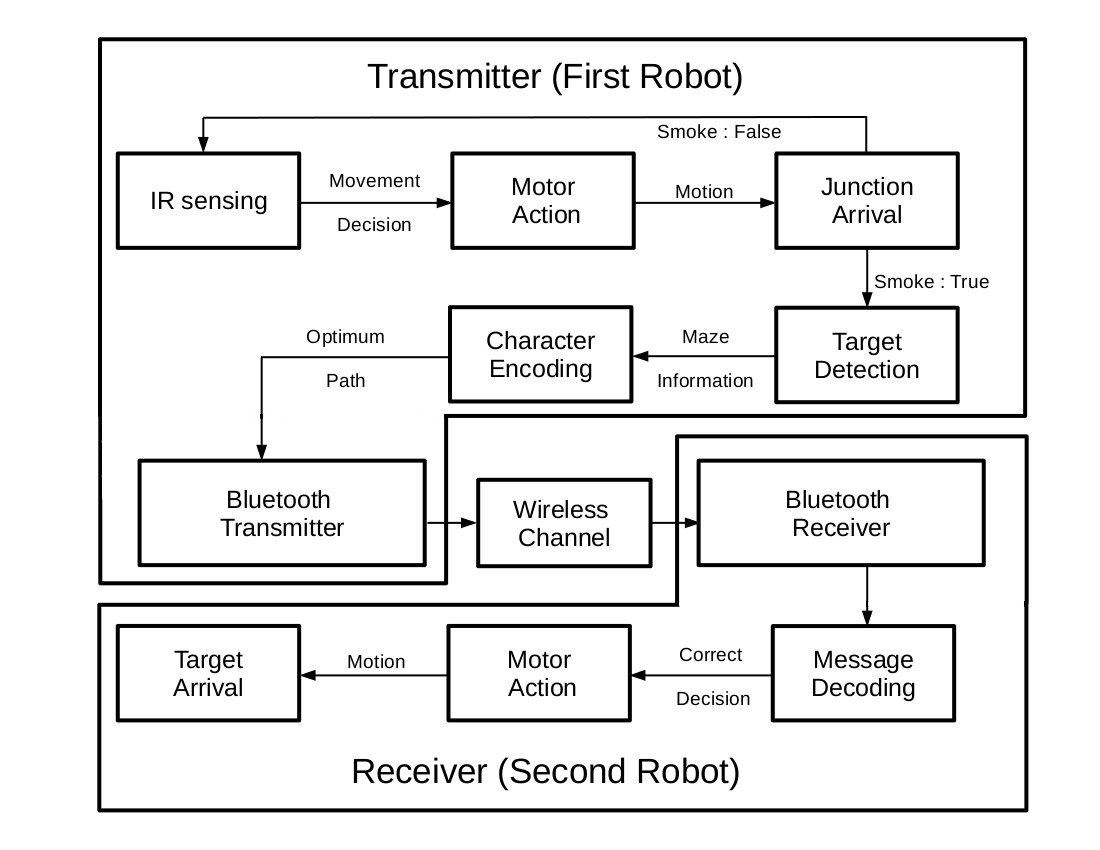 Transmitter (First Robot)
Smoke : False
IR sensing
Movement
Decision
Motor
Action
Motion
Junction
Arrival
Smoke : True
Target
Detection
Maze
Information
Character
Encoding
Optimum
Path
Bluetooth
Transmitter
Wireless
Channel
Bluetooth
Receiver
Message
Decoding
Correct
Decision
Motor
Action
Motion
Target
Arrival
Receiver (Second Robot)